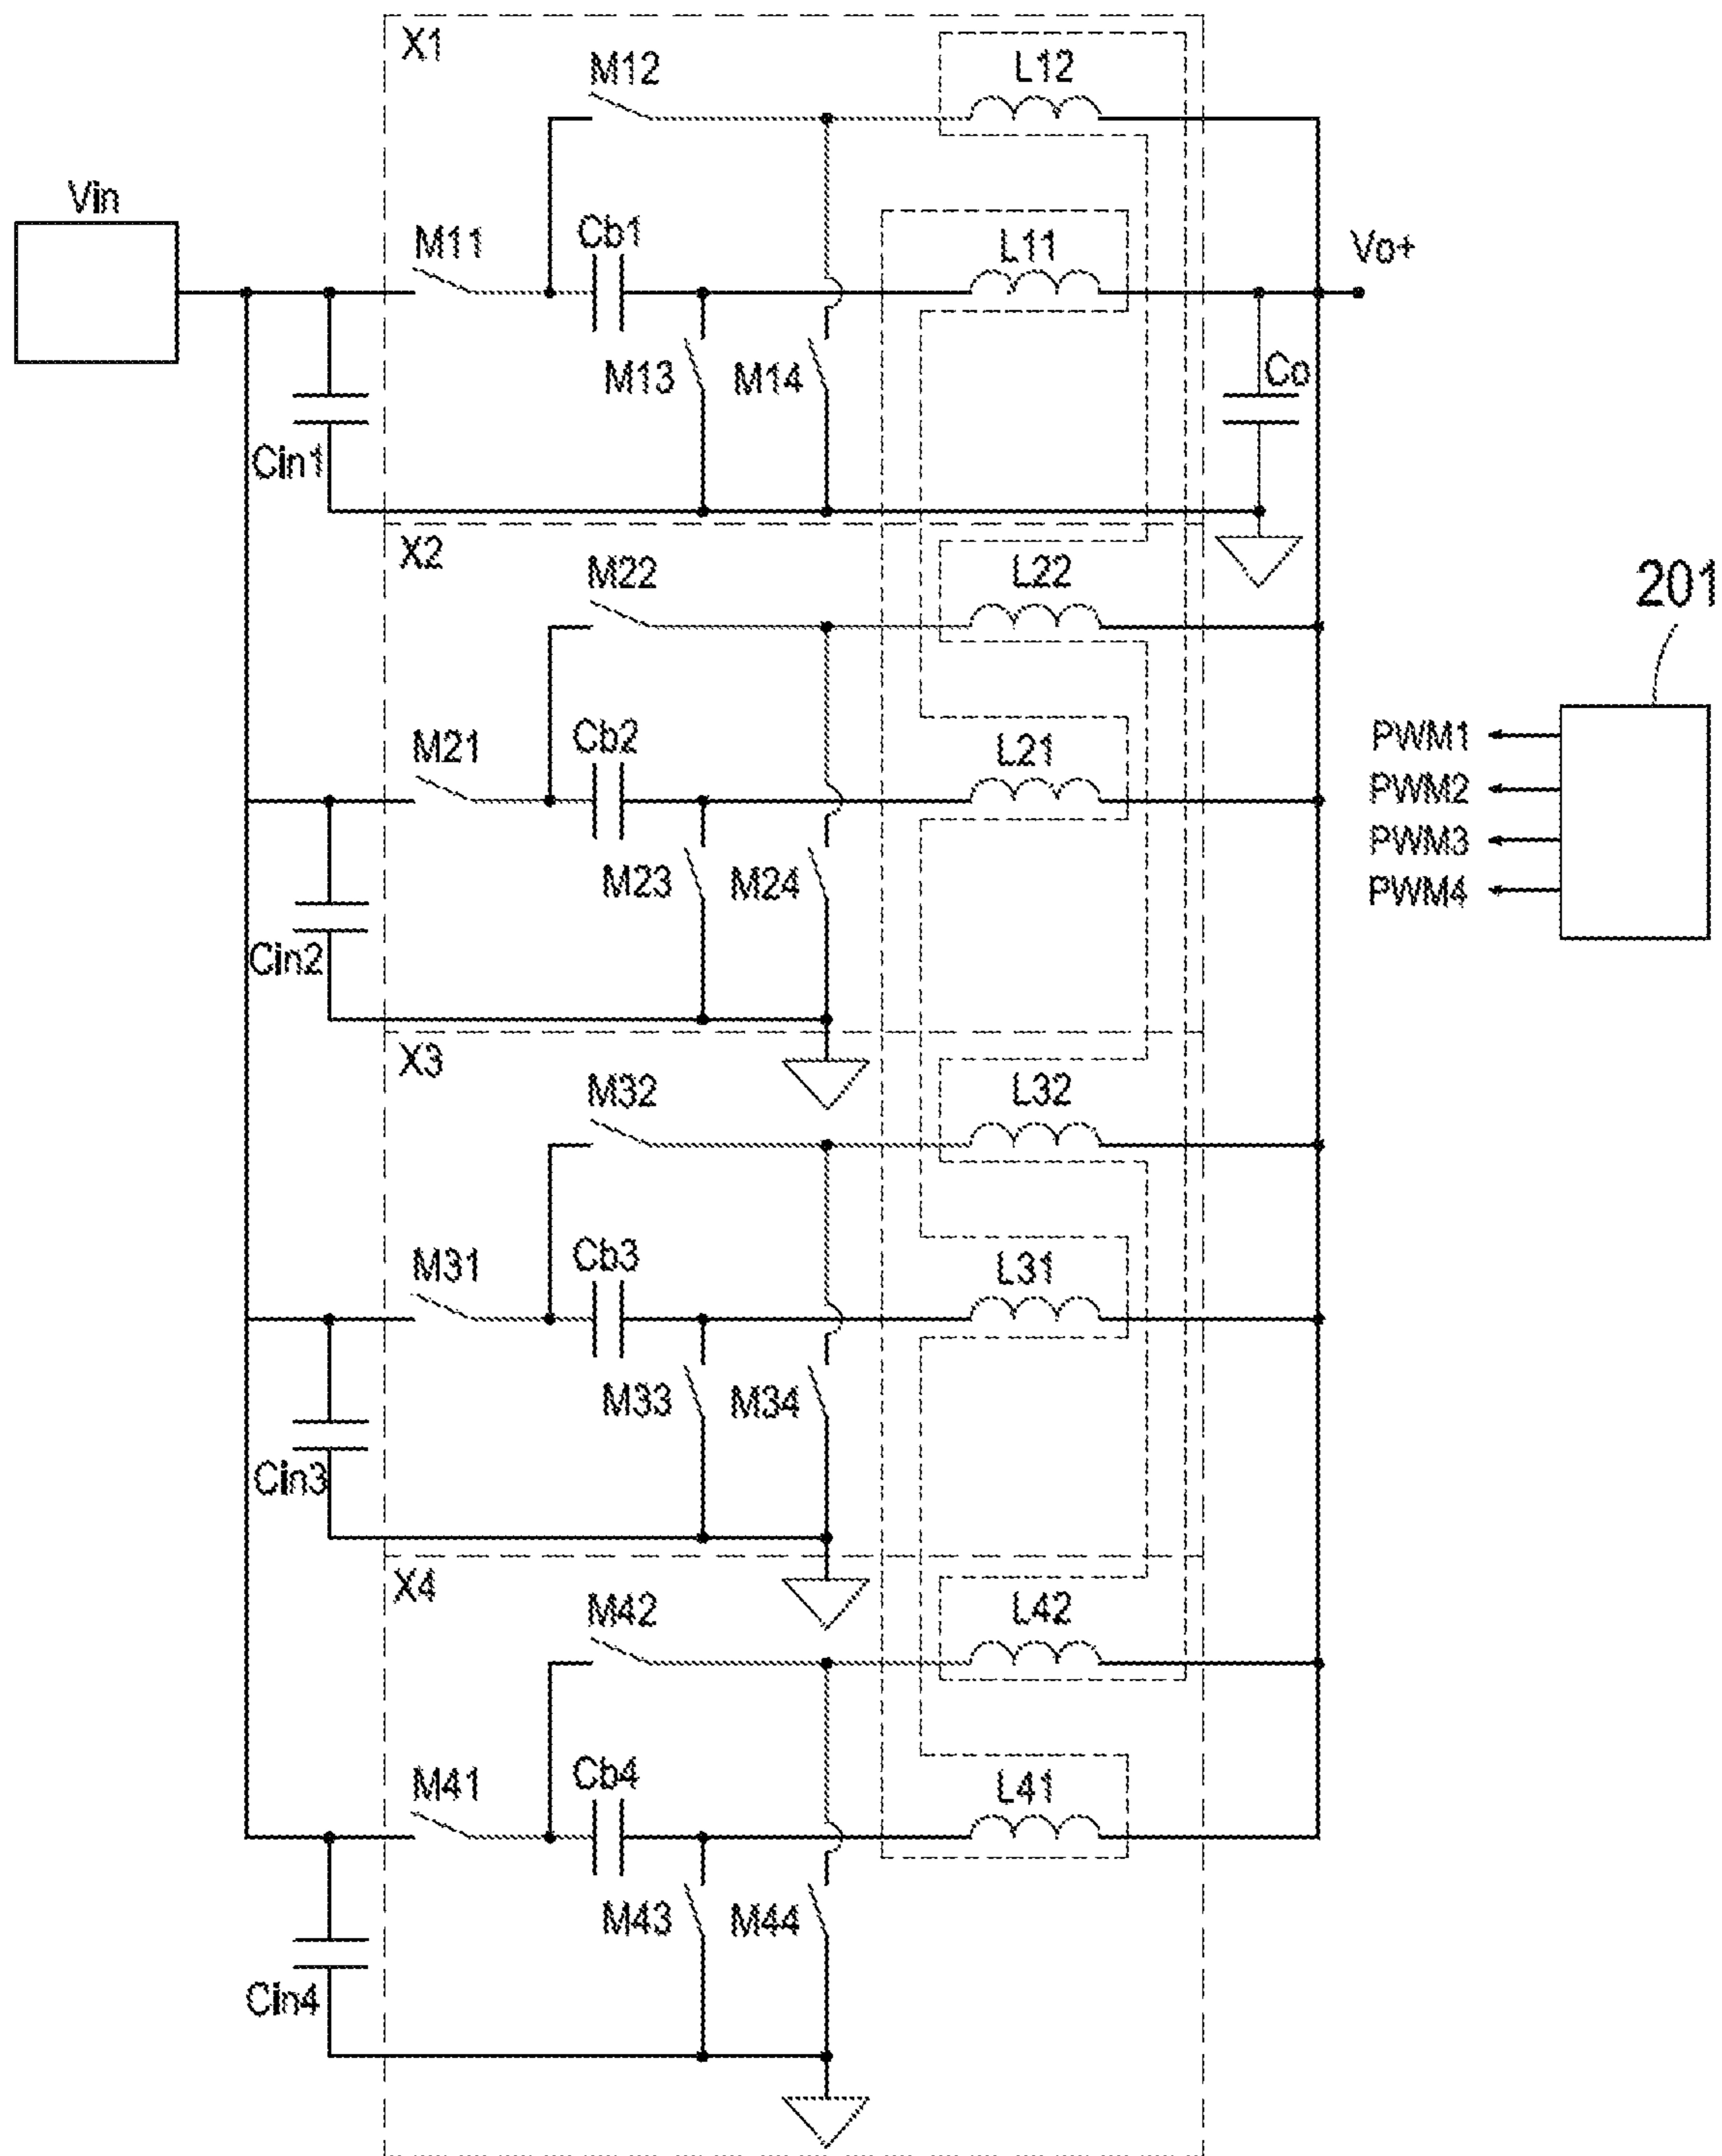 X1
M12
L12
Vin
M11
Cb1
L11
Vo+
M13
M14
Co
Cin1
X2
M22
L22
201
M21
Cb2
L21
PWM1
PWM2
PWM3
PWM4
M23
M24
Cin2
X3
M32
L32
M31
Cb3
L31
M33
M34
Cin3
X4
M42
L42
M41
Cb4
L41
M43
M44
Cin4